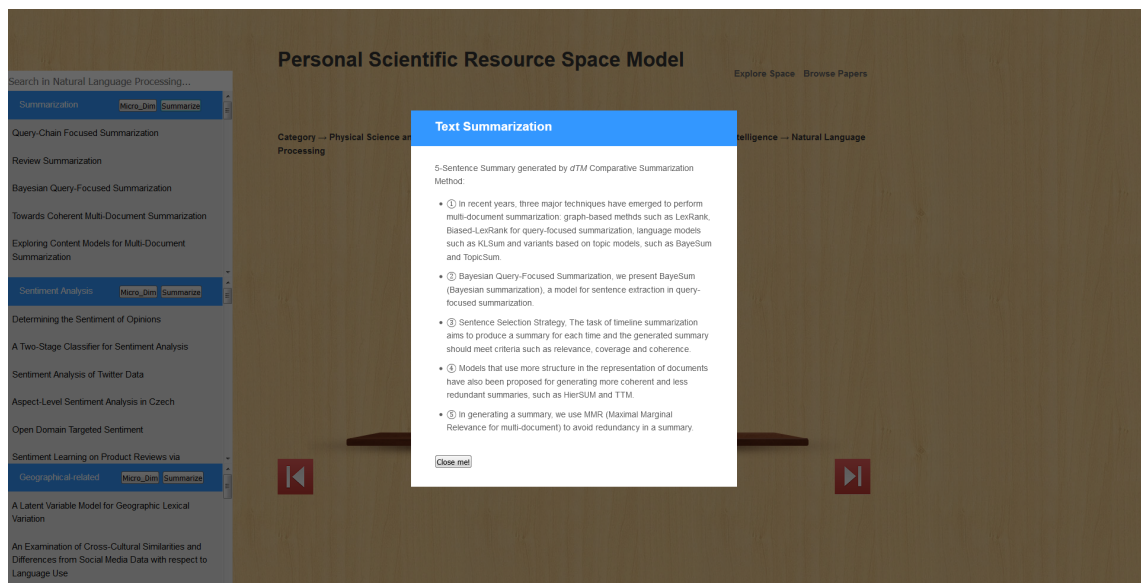 Personal Scientific Resource Space Model
Explore Space Browse Papers
Search in Natural Language Processing...
Summarization Micro_Dim Summarize
Query-Chain Focused Summarization
Review Summarization
Bayesian Query-Focused Summarization
Towards Coherent Multi-Document Summarization
Exploring Content Models for Multi-Document
Summarization
Sentiment Analysis Micro_Dim Summarize
Determining the Sentiment of Opinions
A Two-Stage Classifier for Sentiment Analysis
Sentiment Analysis of Twitter Data
Aspect-Level Sentiment Analysis in Czech
Open Domain Targeted Sentiment
Sentiment Learning on Product Reviews via
Geographical-related Micro_Dim Summarize
A Latent Variable Model for Geographic Lexical
Variation
An Examination of Cross-Cultural Similarities and
Differences from Social Media Data with respect to
Language Use
Category → Physical Science an
telligence → Natural Language
Processing
Text Summarization
5-Sentence Summary generated by dTM Comparative Summarization
Method:
• ① In recent years, three major techniques have emerged to perform
multi-document summarization: graph-based methds such as LexRank,
Biased-LexRank for query-focused summarization, language models
such as KLSum and variants based on topic models, such as BayeSum
and TopicSum.
• ② Bayesian Query-Focused Summarization, we present BayeSum
(Bayesian summarization), a model for sentence extraction in query-
focused summarization.
• ③ Sentence Selection Strategy, The task of timeline summarization
aims to produce a summary for each time and the generated summary
should meet criteria such as relevance, coverage and coherence.
• ④ Models that use more structure in the representation of documents
have also been proposed for generating more coherent and less
redundant summaries, such as HierSUM and TTM.
• ⑤ In generating a summary, we use MMR (Maximal Marginal
Relevance for multi-document) to avoid redundancy in a summary.
Close me!